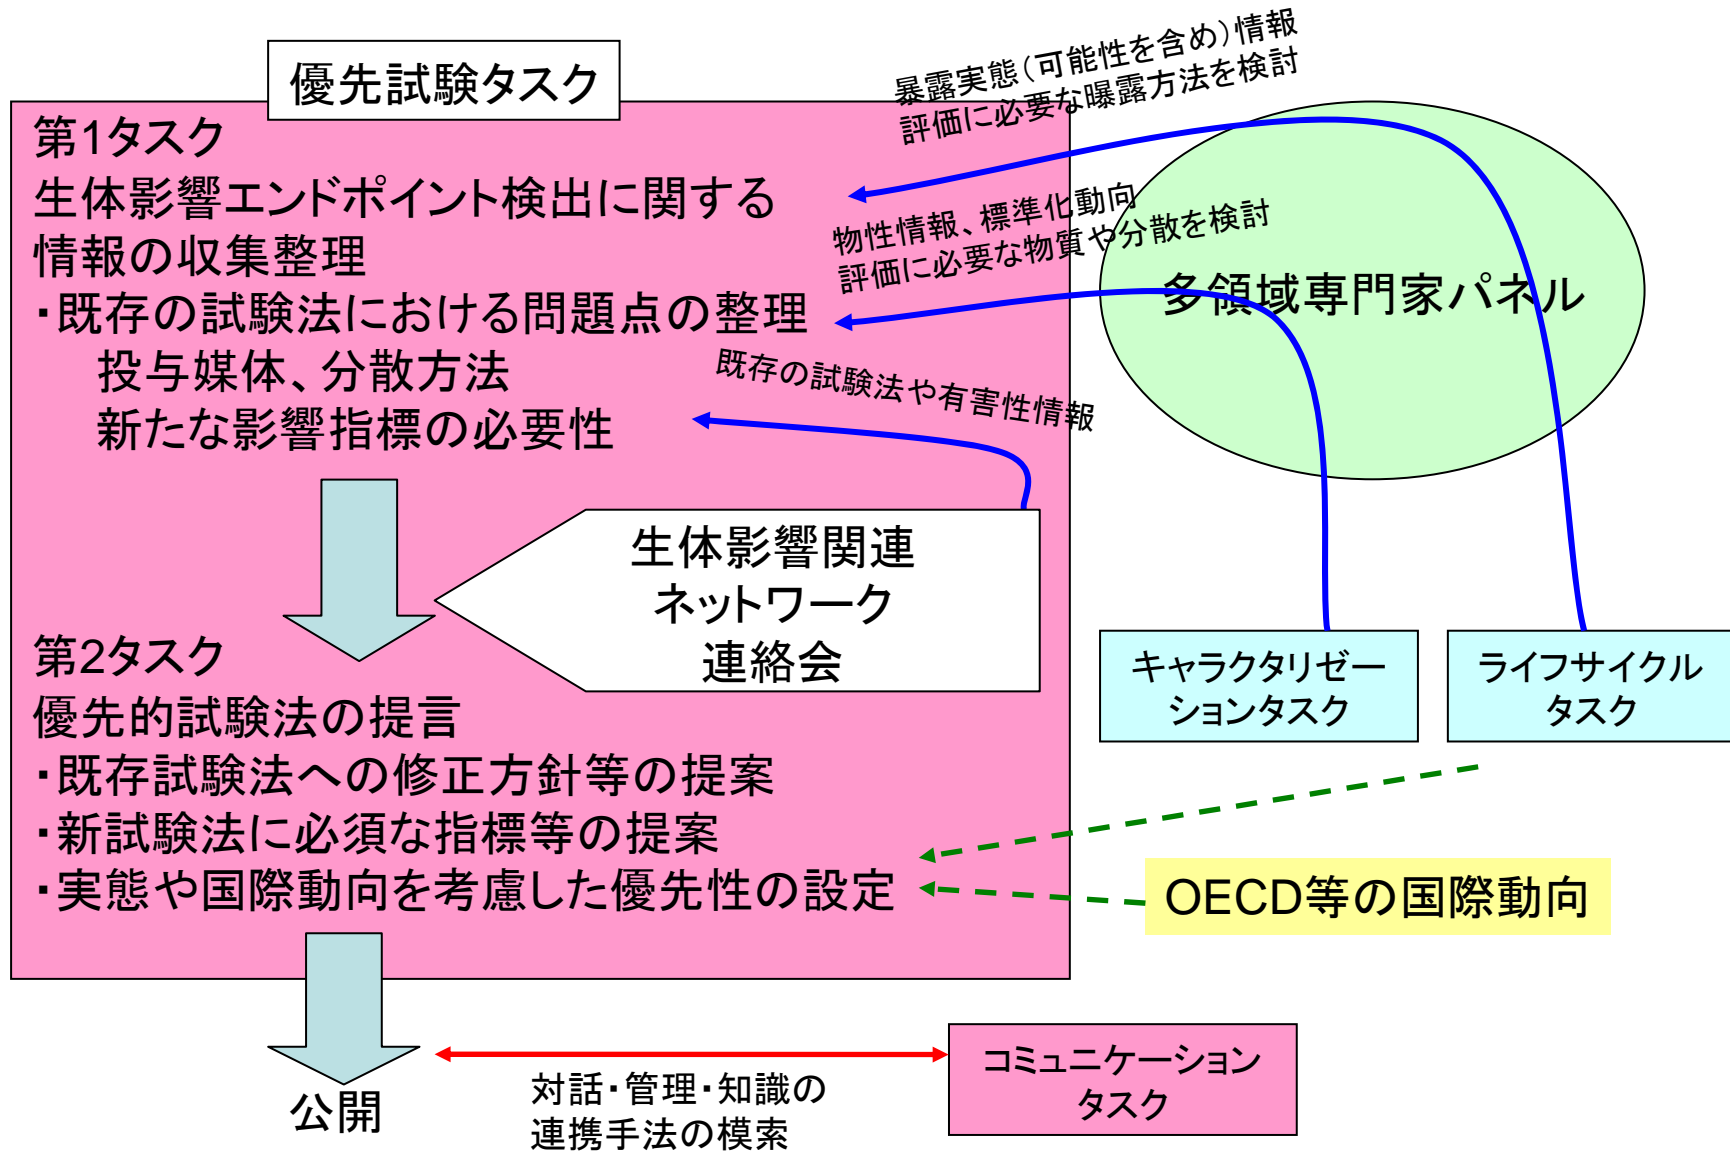 優先試験タスク
第1タスク
生体影響エンドポイント検出に関する
情報の収集整理
・既存の試験法における問題点の整理
投与媒体、分散方法
新たな影響指標の必要性
暴露実態(可能性を含め)情報
評価に必要な曝露方法を検討
物性情報、標準化動向
評価に必要な物質や分散を検討
既存の試験法や有害性情報
多領域専門家パネル
生体影響関連
ネットワーク
連絡会
キャラクタリゼー
ションタスク
ライフサイクル
タスク
第2タスク
優先的試験法の提言
・既存試験法への修正方針等の提案
・新試験法に必須な指標等の提案
・実態や国際動向を考慮した優先性の設定
OECD等の国際動向
公開
対話・管理・知識の
連携手法の模索
コミュニケーション
タスク